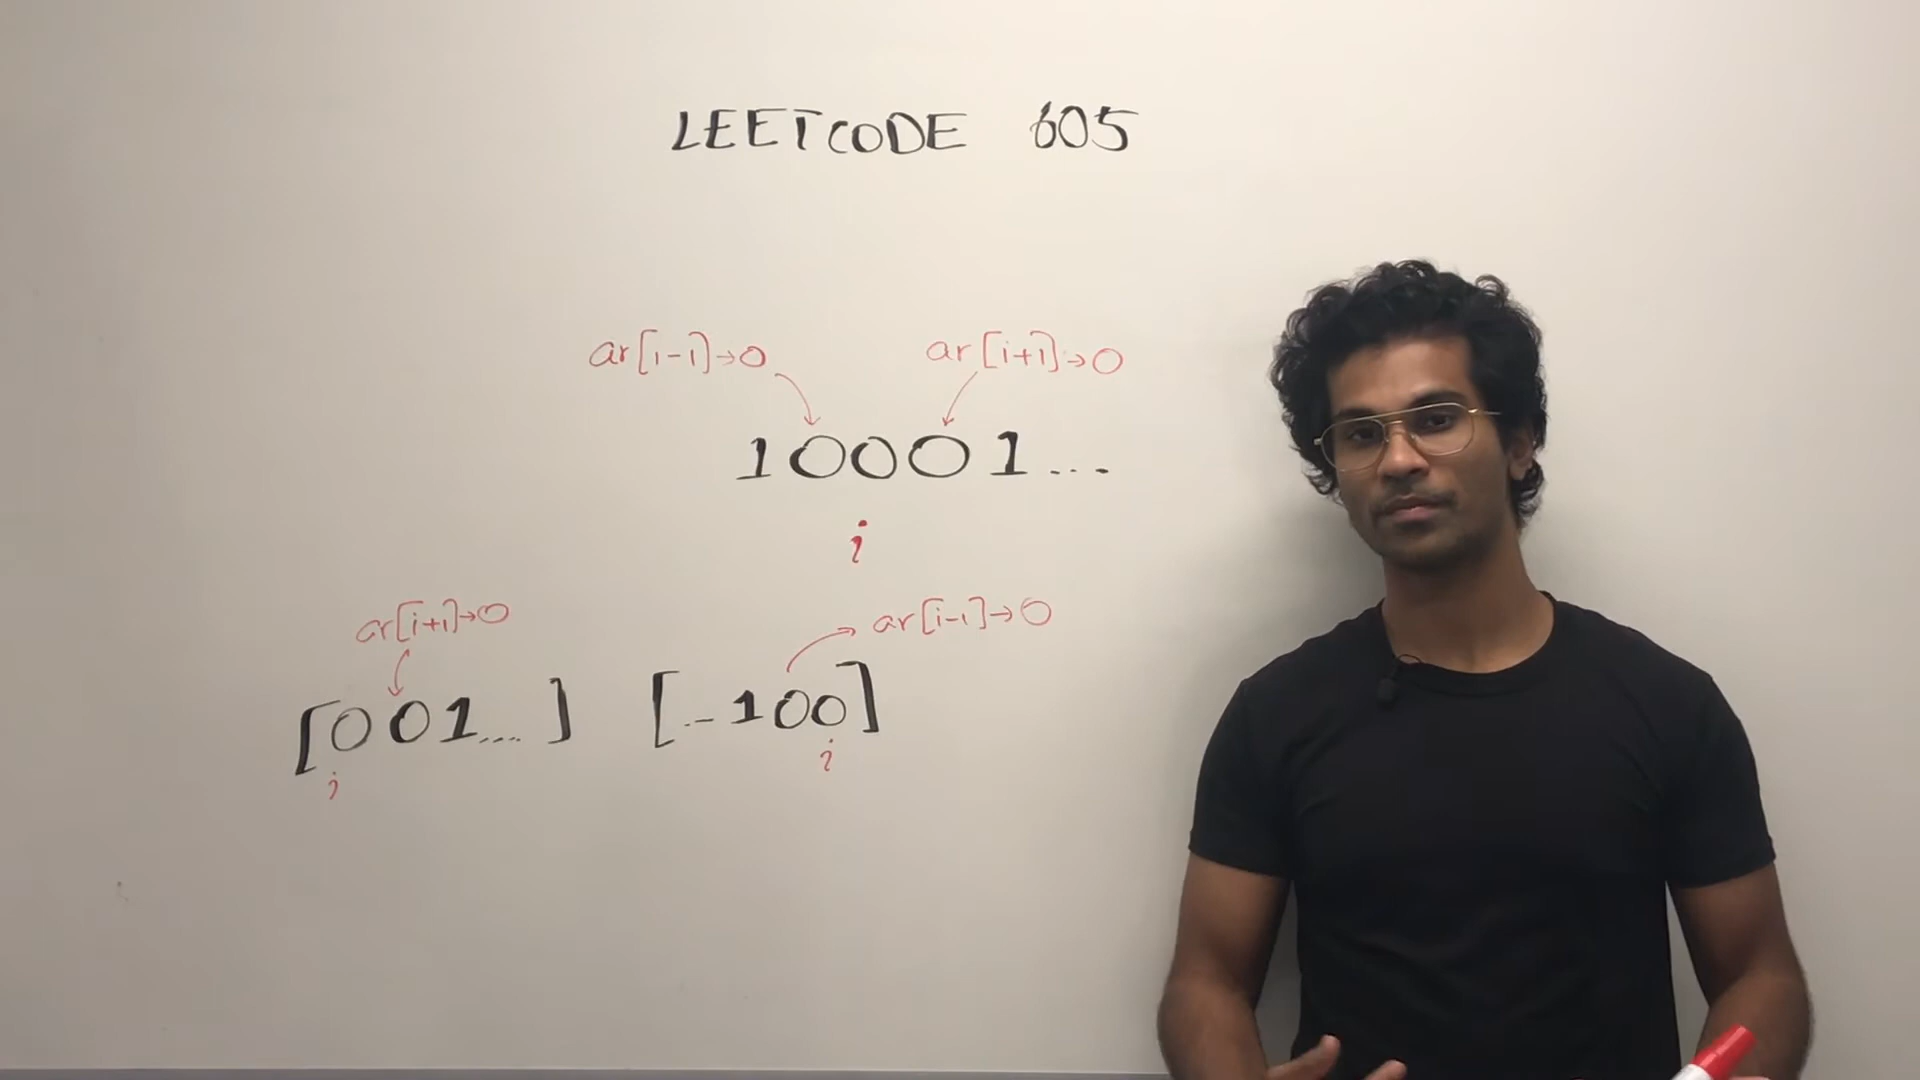 LEETCODE 605
ar[i-1]→0 ar[i+1]→0
10001...
i
ar[i+1]→0 ar[i-1]→0
[001...] [...100]
i i